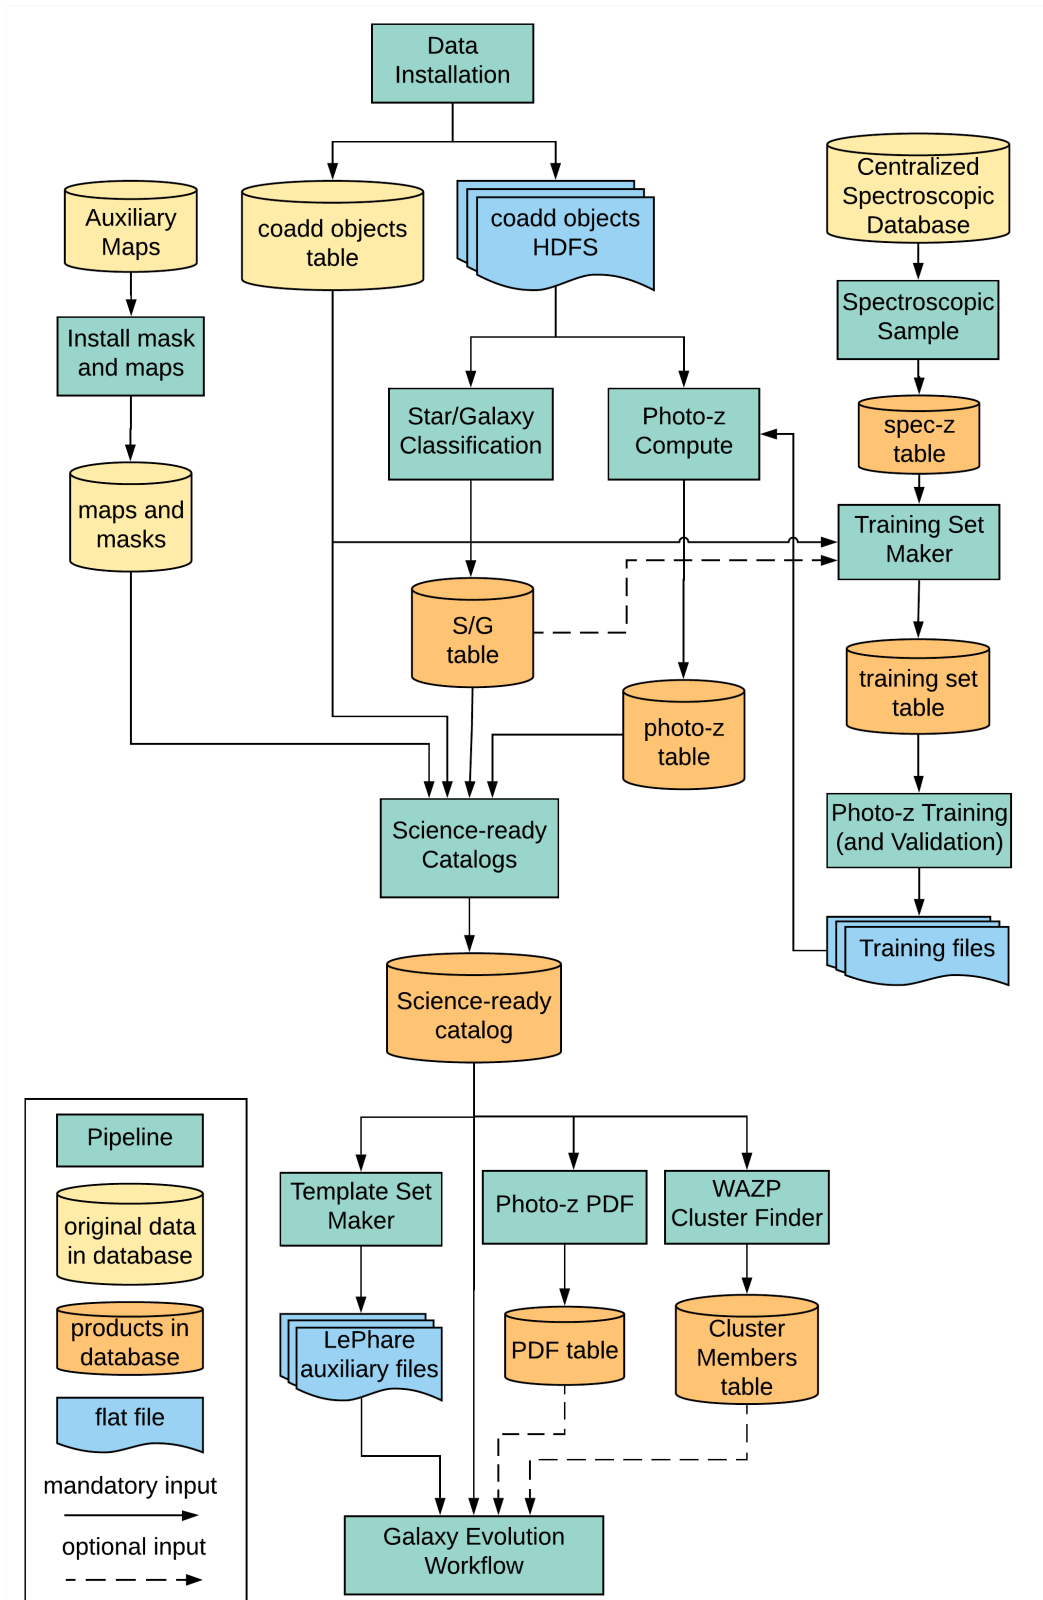 Data
Installation
Centralized
Spectroscopic
Database
Auxiliary
Maps
coadd objects
table
coadd objects
HDFS
Install mask
and maps
Spectroscopic
Sample
Star/Galaxy
Classification
Photo-z
Compute
spec-z
table
maps and
masks
Training Set
Maker
S/G
table
training set
table
photo-z
table
Science-ready
Catalogs
Photo-z Training
(and Validation)
Training files
Science-ready
catalog
Pipeline
original data
in database
products in
database
flat file
mandatory input
optional input
Template Set
Maker
Photo-z PDF
WAZP
Cluster Finder
LePhare
auxiliary files
PDF table
Cluster
Members
table
Galaxy Evolution
Workflow